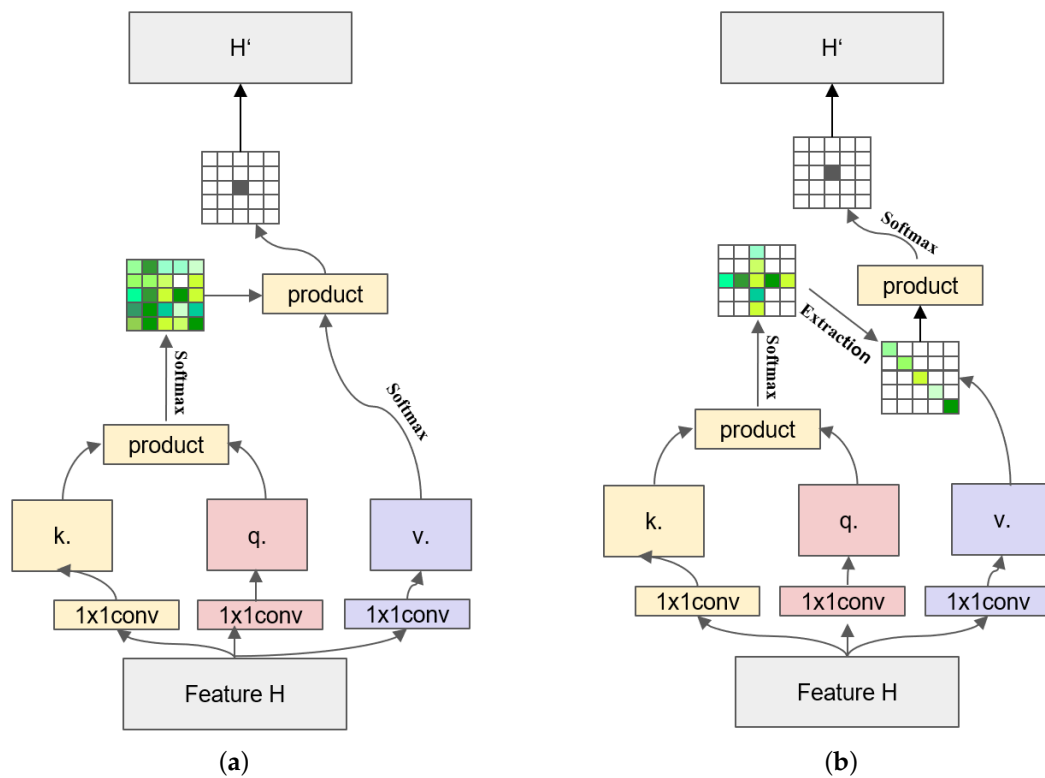 H‘
product
Softmax
Softmax
product
k.
q.
v.
1x1conv
1x1conv
1x1conv
Feature H
(a)
H‘
Softmax
product
Extraction
Softmax
product
k.
q.
v.
1x1conv
1x1conv
1x1conv
Feature H
(b)